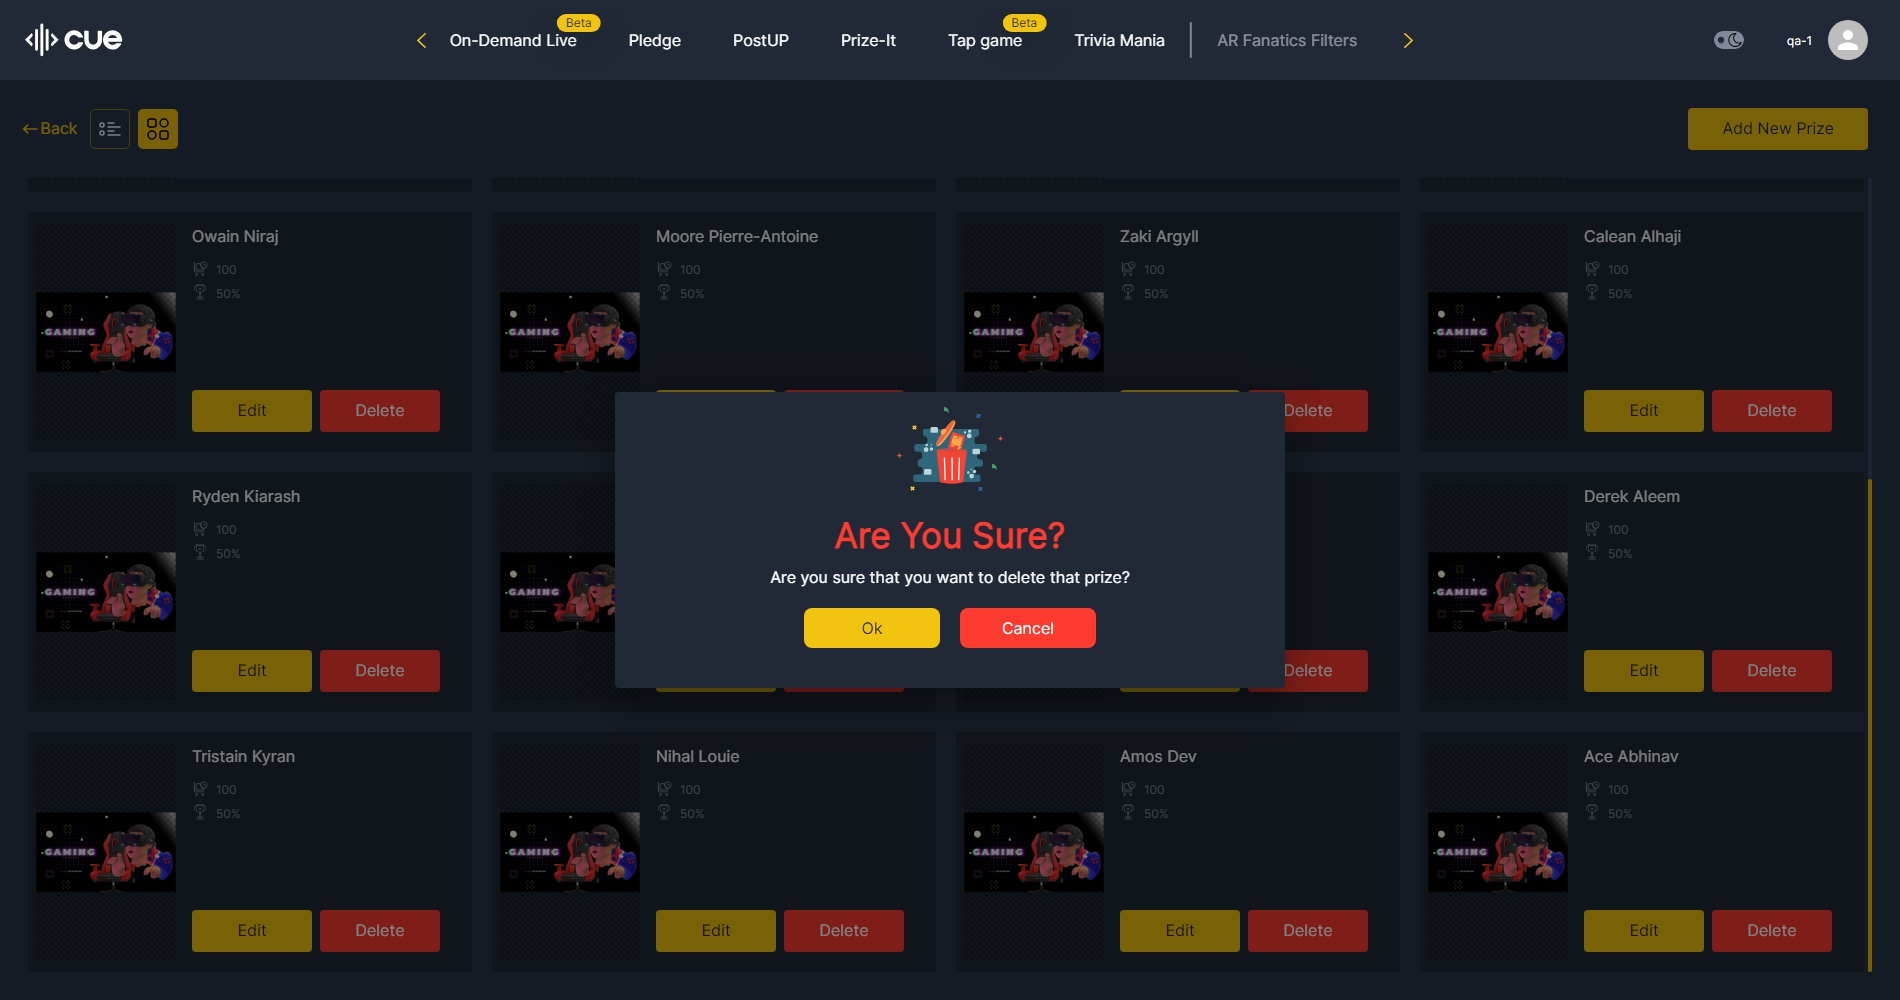 cue
On-Demand Live
Beta
Pledge
PostUP
Prize-It
Tap game
Beta
Trivia Mania
AR Fanatics Filters
qa-1
Back
Add New Prize
Owain Niraj
100
50%
GAMING
Edit
Delete
Moore Pierre-Antoine
100
50%
GAMING
Zaki Argyll
100
50%
GAMING
Delete
Calean Alhaji
100
50%
GAMING
Edit
Delete
Are You Sure?
Are you sure that you want to delete that prize?
Ok
Cancel
Ryden Kiarash
100
50%
GAMING
Edit
Delete
GAMING
Delete
Derek Aleem
100
50%
GAMING
Edit
Delete
Tristain Kyran
100
50%
GAMING
Edit
Delete
Nihal Louie
100
50%
GAMING
Edit
Delete
Amos Dev
100
50%
GAMING
Edit
Delete
Ace Abhinav
100
50%
GAMING
Edit
Delete